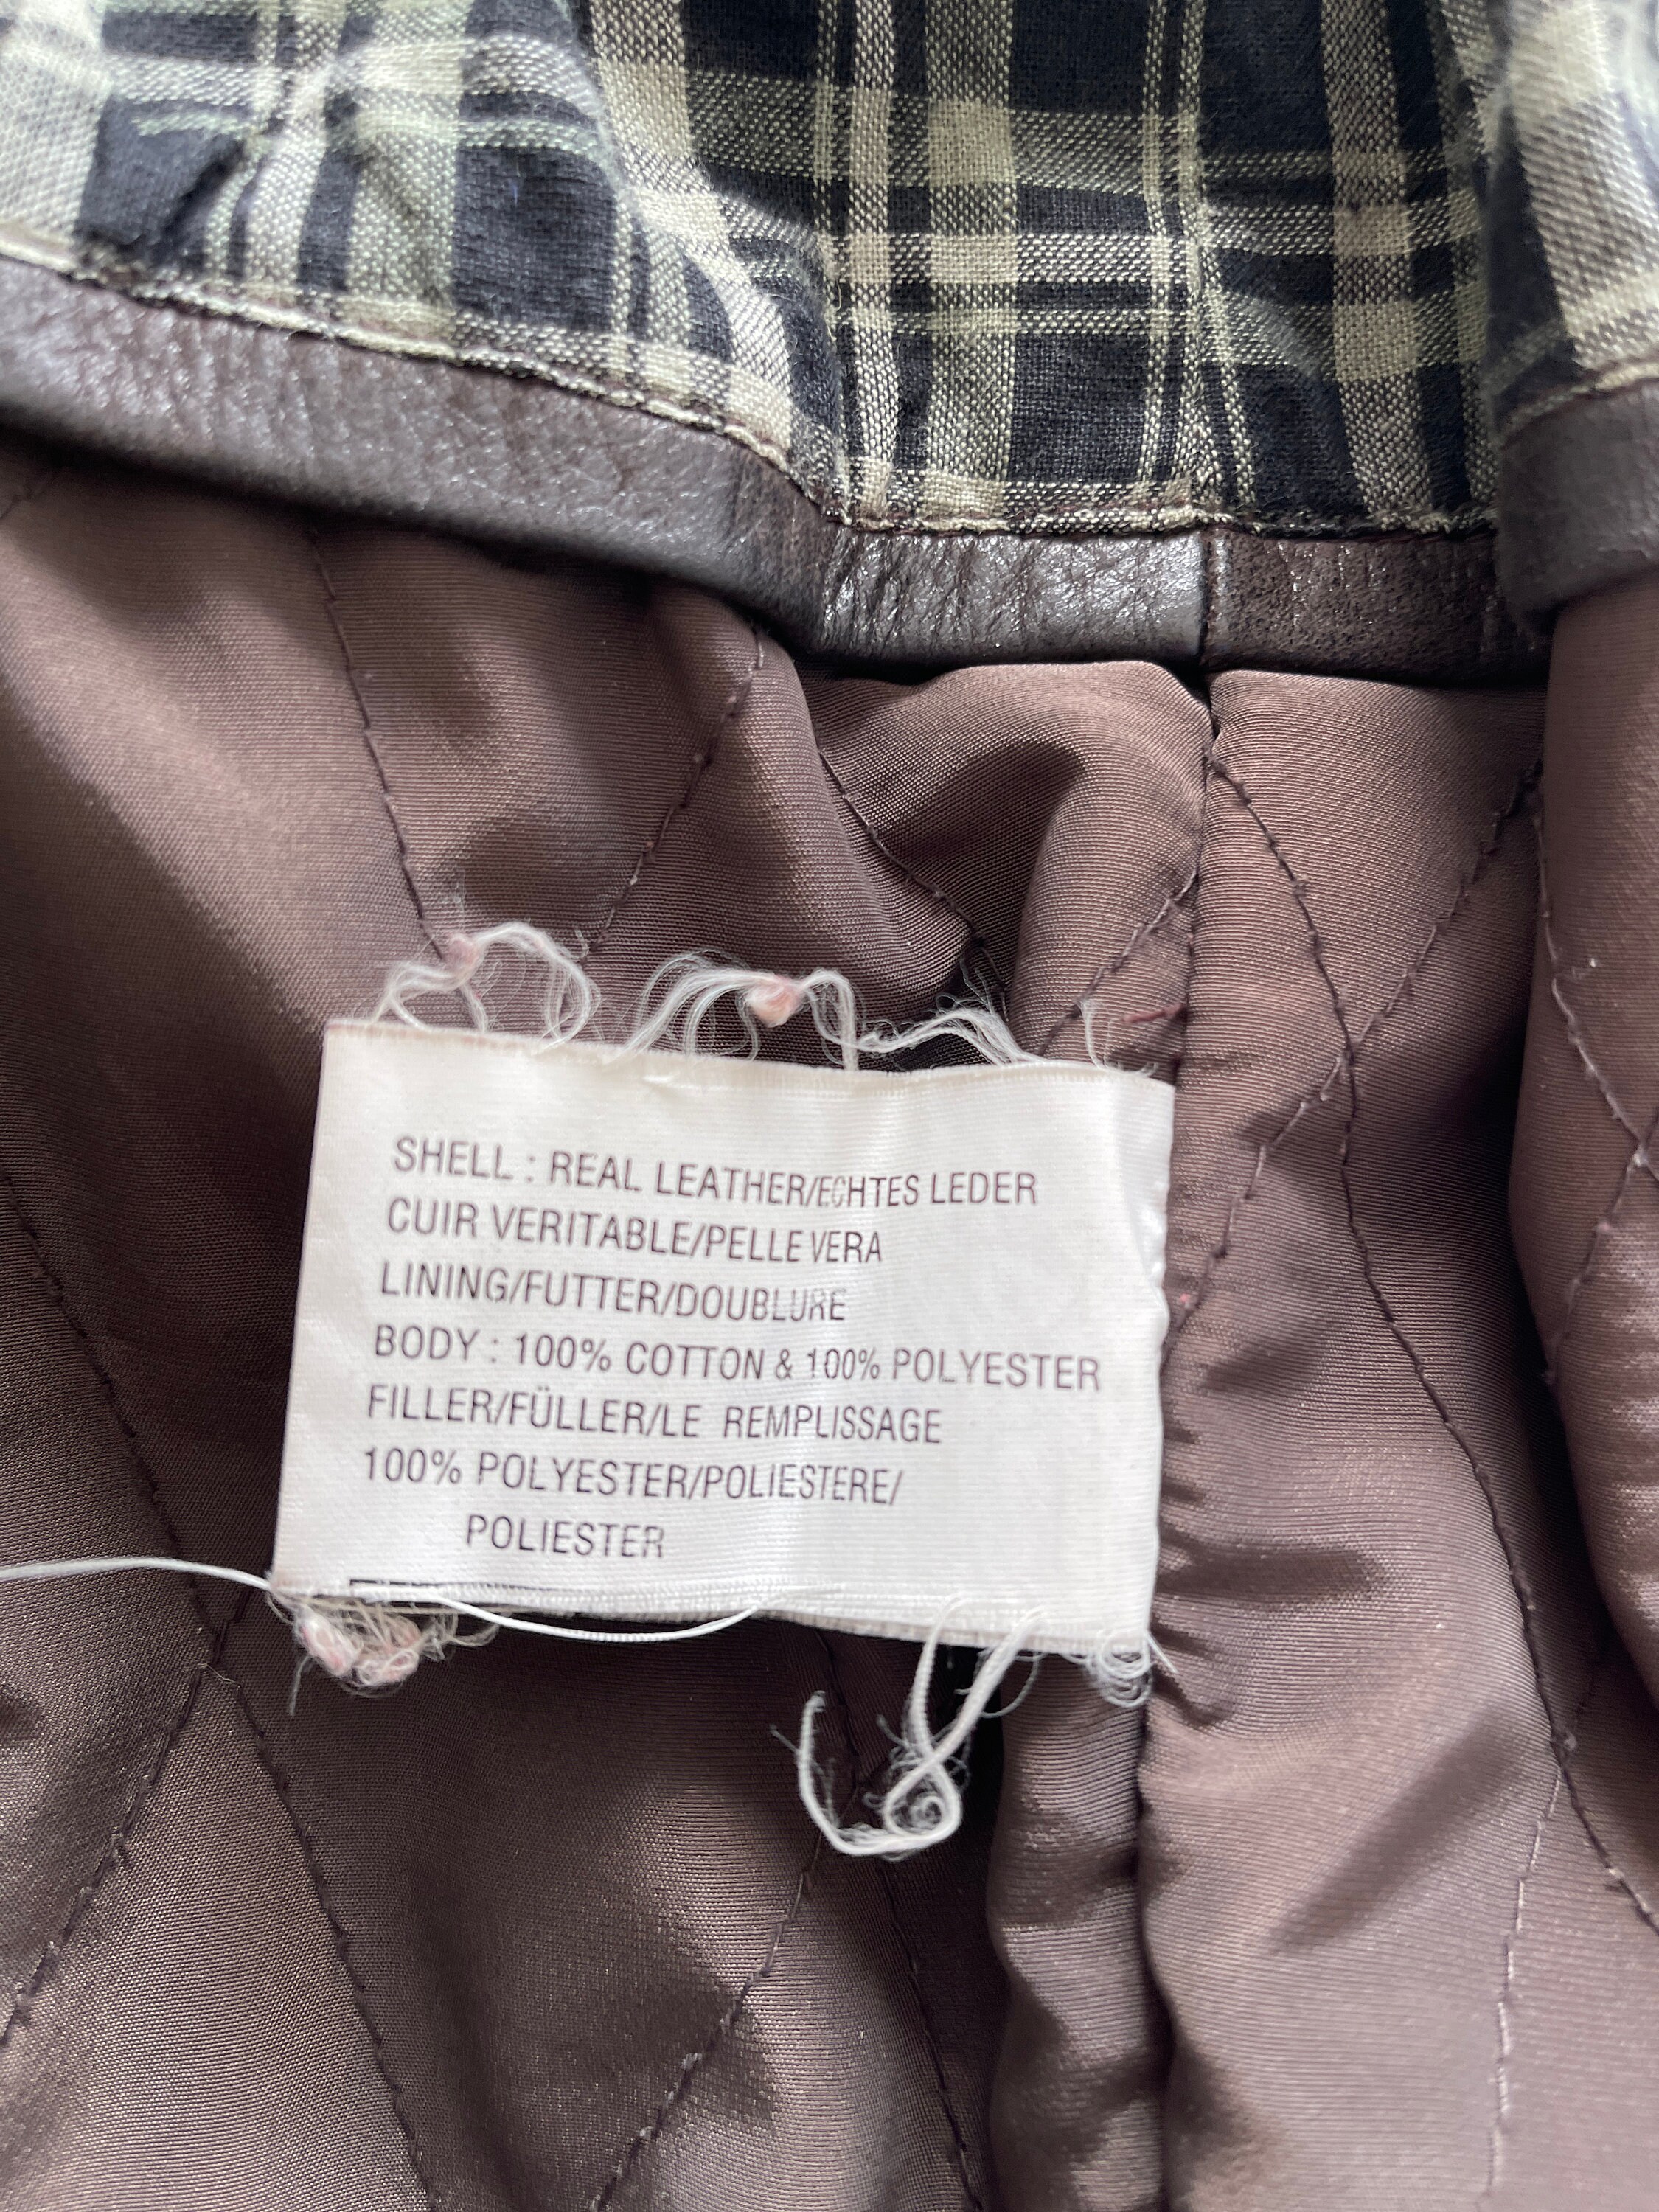 SHELL : REAL LEATHER/ECHTES LEDER
CUIR VERITABLE/PELLE VERA
LINING/FUTTER/DOUBLURE
BODY : 100% COTTON & 100% POLYESTER
FILLER/FÜLLER/LE REMPLISSAGE
100% POLYESTER/POLIESTERE/
POLIESTER